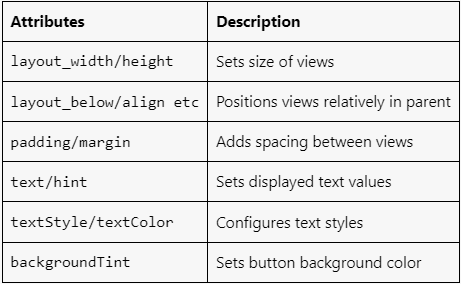 Attributes Description
layout_width/height Sets size of views
layout_below/align etc Positions views relatively in parent
padding/margin Adds spacing between views
text/hint Sets displayed text values
textStyle/textColor Configures text styles
backgroundTint Sets button background color